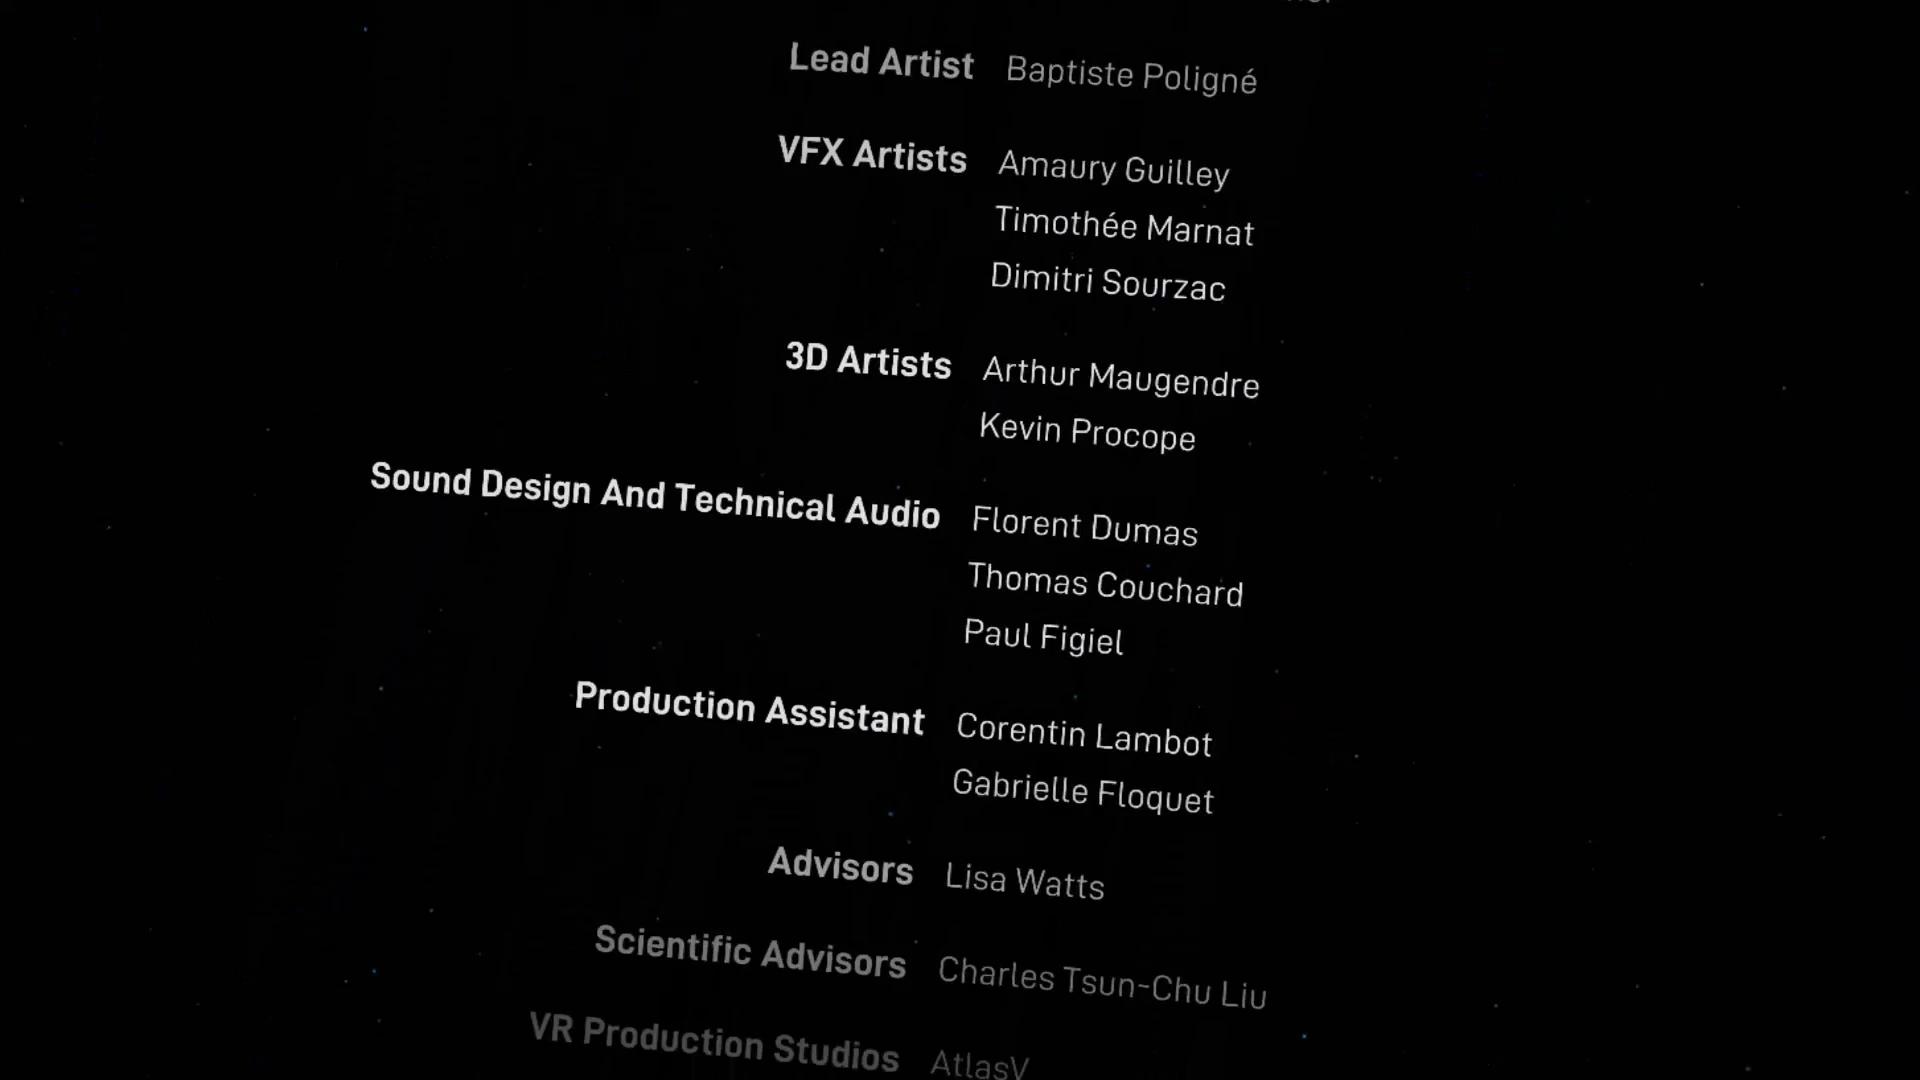 Lead Artist Baptiste Poligné
VFX Artists Amaury Guilley
Timothée Marnat
Dimitri Sourzac
3D Artists Arthur Maugendre
Kevin Procope
Sound Design And Technical Audio Florent Dumas
Thomas Couchard
Paul Figiel
Production Assistant Corentin Lambot
Gabrielle Floquet
Advisors Lisa Watts
Scientific Advisors Charles Tsun-Chu Liu
VR Production Studios AtlasV